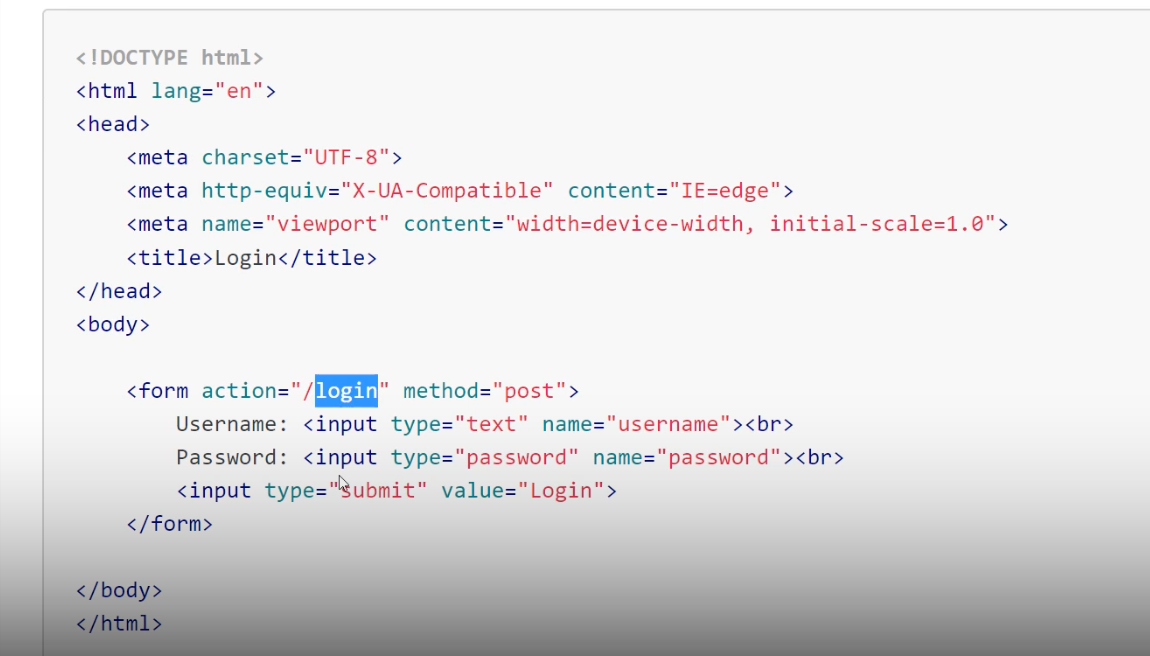 <!DOCTYPE html>
<html lang="en">
<head>
    <meta charset="UTF-8">
    <meta http-equiv="X-UA-Compatible" content="IE=edge">
    <meta name="viewport" content="width=device-width, initial-scale=1.0">
    <title>Login</title>
</head>
<body>

    <form action="/login" method="post">
        Username: <input type="text" name="username"><br>
        Password: <input type="password" name="password"><br>
        <input type="submit" value="Login">
    </form>

</body>
</html>